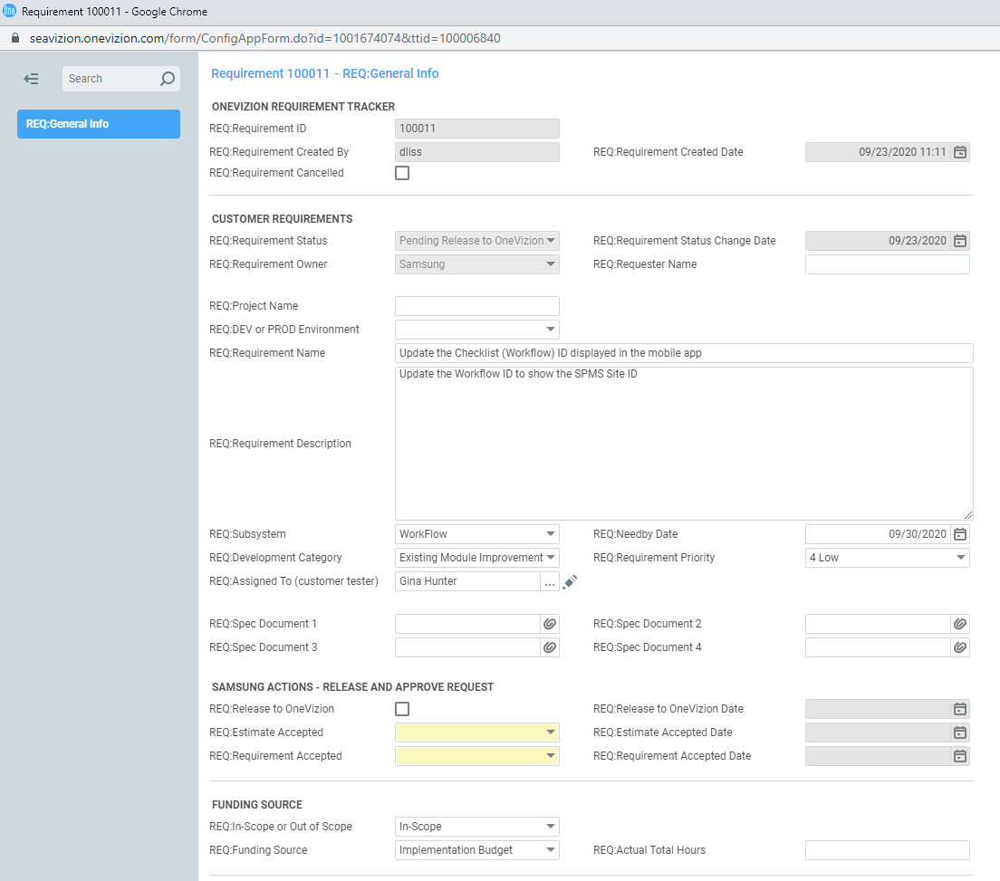 One Requirement 100011 - Google Chrome
seavizion.onevizion.com/form/ConfigAppForm.do?id=1001674074&ttid=100006840
Search
REQ:General Info
Requirement 100011 - REQ:General Info
ONEVIZION REQUIREMENT TRACKER
REQ:Requirement ID 100011
REQ:Requirement Created By dliss REQ:Requirement Created Date 09/23/2020 11:11
REQ:Requirement Cancelled
CUSTOMER REQUIREMENTS
REQ:Requirement Status Pending Release to OneVizion REQ:Requirement Status Change Date 09/23/2020
REQ:Requirement Owner Samsung REQ:Requester Name
REQ:Project Name
REQ:DEV or PROD Environment
REQ:Requirement Name Update the Checklist (Workflow) ID displayed in the mobile app
Update the Workflow ID to show the SPMS Site ID
REQ:Requirement Description
REQ:Subsystem WorkFlow REQ:Needby Date 09/30/2020
REQ:Development Category Existing Module Improvement REQ:Requirement Priority 4 Low
REQ:Assigned To (customer tester) Gina Hunter ...
REQ:Spec Document 1 REQ:Spec Document 2
REQ:Spec Document 3 REQ:Spec Document 4
SAMSUNG ACTIONS - RELEASE AND APPROVE REQUEST
REQ:Release to OneVizion REQ:Release to OneVizion Date
REQ:Estimate Accepted REQ:Estimate Accepted Date
REQ:Requirement Accepted REQ:Requirement Accepted Date
FUNDING SOURCE
REQ:In-Scope or Out of Scope In-Scope
REQ:Funding Source Implementation Budget REQ:Actual Total Hours